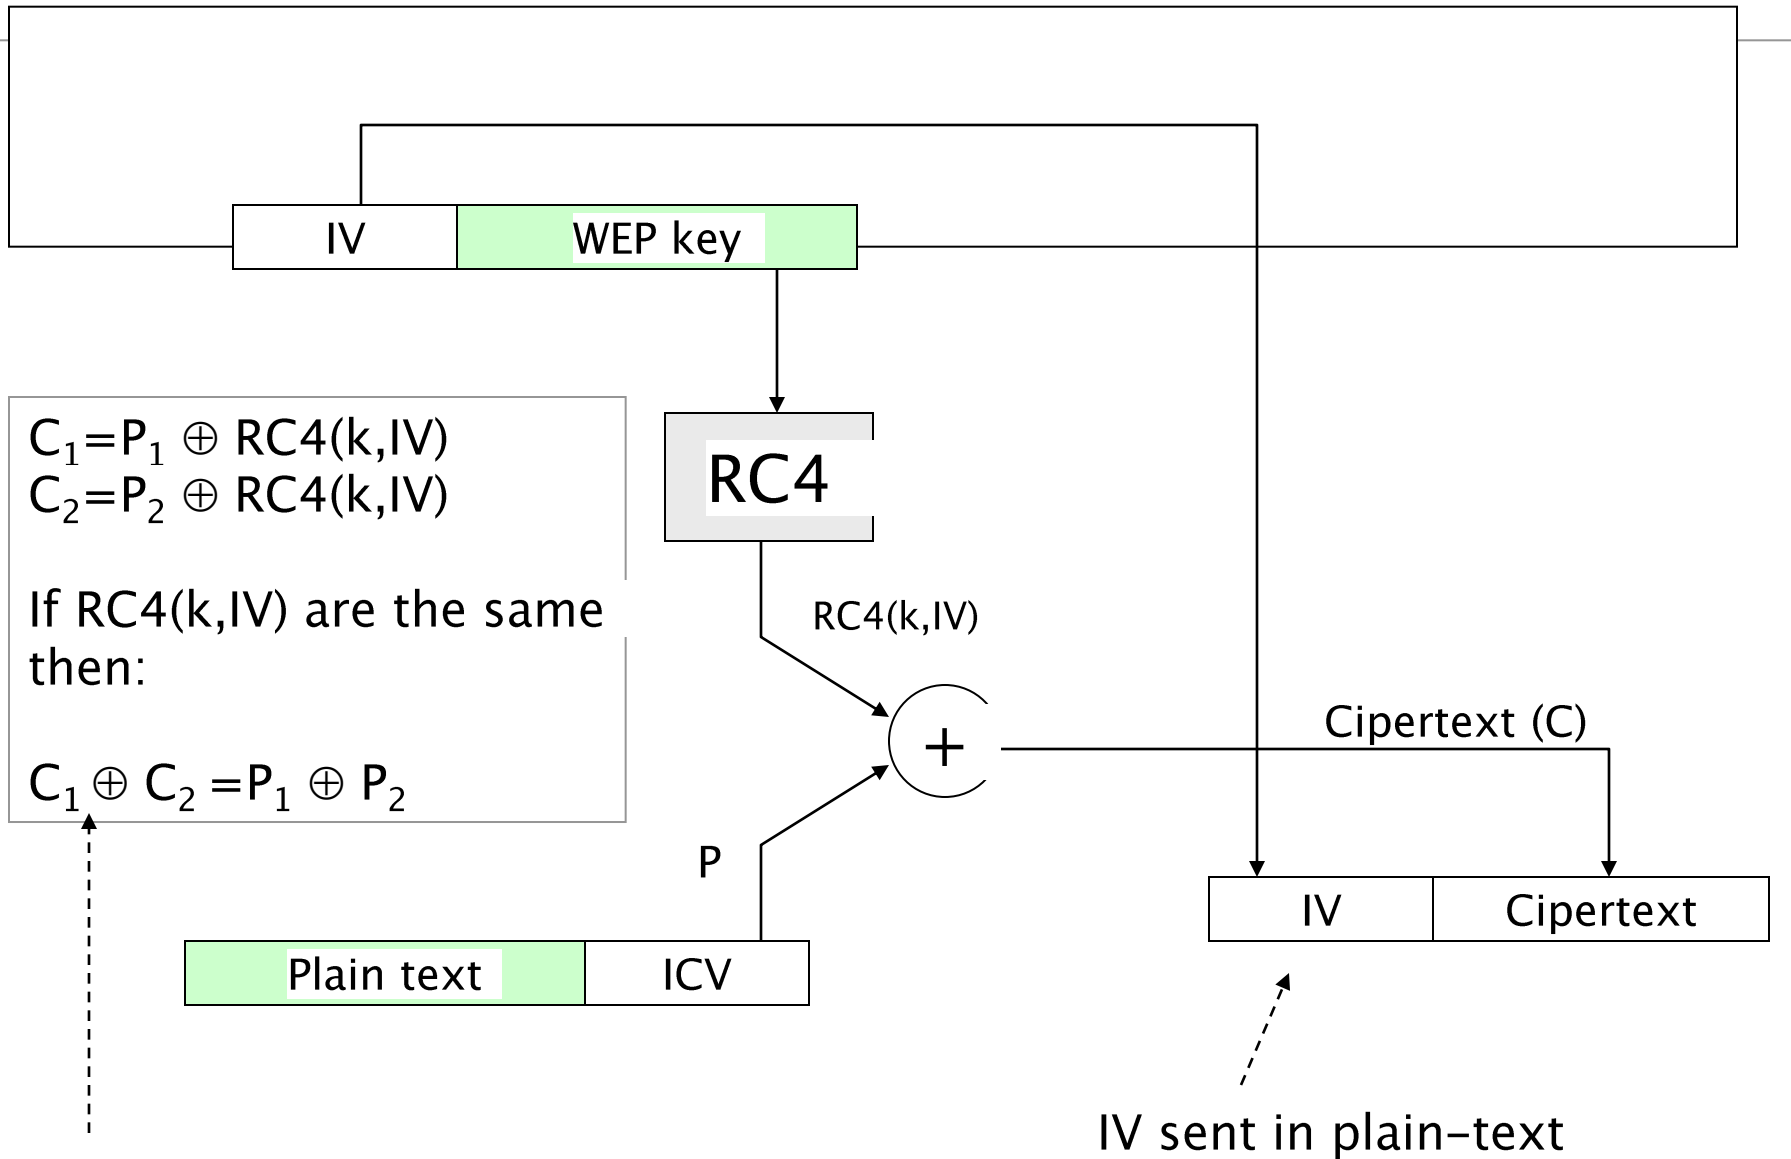 IV
WEP key
C₁=P₁ ⊕ RC4(k,IV)
C₂=P₂ ⊕ RC4(k,IV)
If RC4(k,IV) are the same
then:
C₁ ⊕ C₂ =P₁ ⊕ P₂
RC4
RC4(k,IV)
+
Cipertext (C)
P
IV
Cipertext
Plain text
ICV
IV sent in plain-text